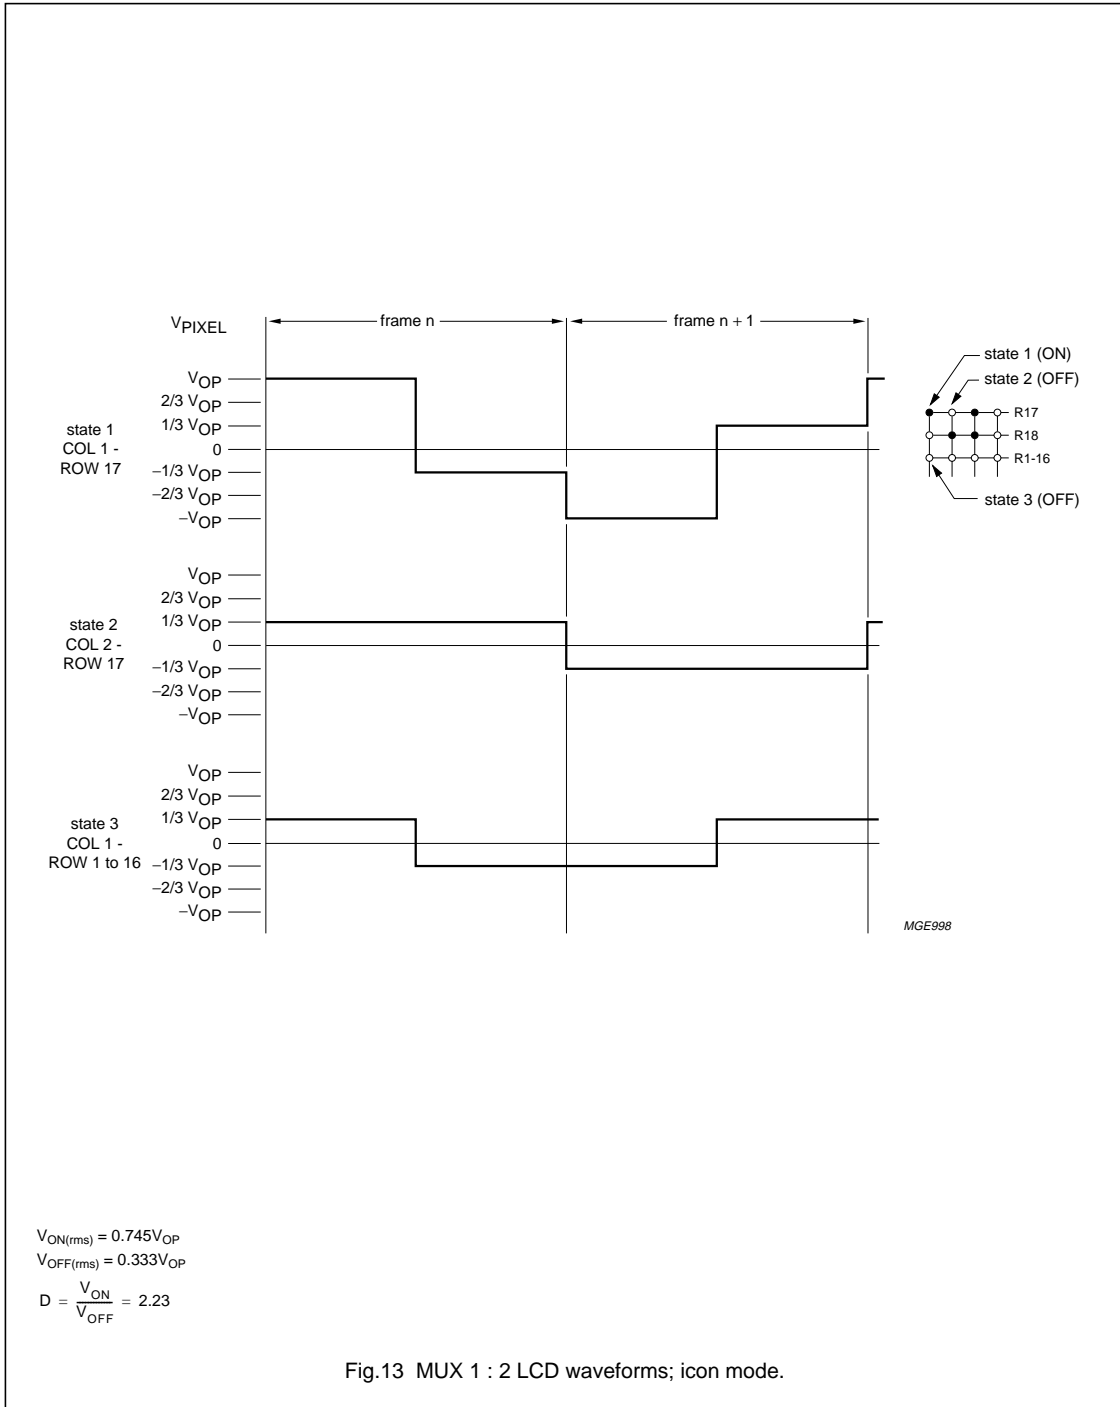 VPIXEL
frame n
frame n + 1
VOP
2/3 VOP
1/3 VOP
0
−1/3 VOP
−2/3 VOP
−VOP
state 1
COL 1 -
ROW 17
state 1 (ON)
state 2 (OFF)
R17
R18
R1-16
state 3 (OFF)
VOP
2/3 VOP
1/3 VOP
0
−1/3 VOP
−2/3 VOP
−VOP
state 2
COL 2 -
ROW 17
VOP
2/3 VOP
1/3 VOP
0
−1/3 VOP
−2/3 VOP
−VOP
state 3
COL 1 -
ROW 1 to 16
MGE998
VON(rms) = 0.745VOP
VOFF(rms) = 0.333VOP
D = VON / VOFF = 2.23
Fig.13 MUX 1 : 2 LCD waveforms; icon mode.